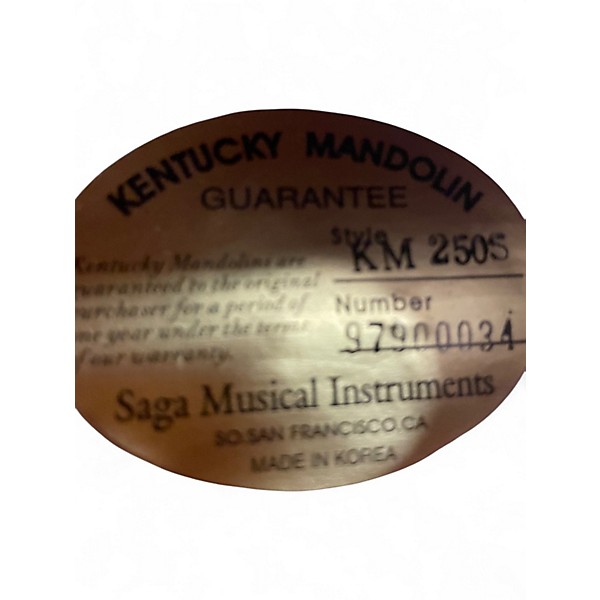 KENTUCKY MANDOLIN
GUARANTEE
Style
KM 250S
Kentucky Mandolins are
warranteed to the original
purchaser for a period of
one year under the terms
of our warranty.
Number
97900034
Saga Musical Instruments
SO. SAN FRANCISCO, CA
MADE IN KOREA